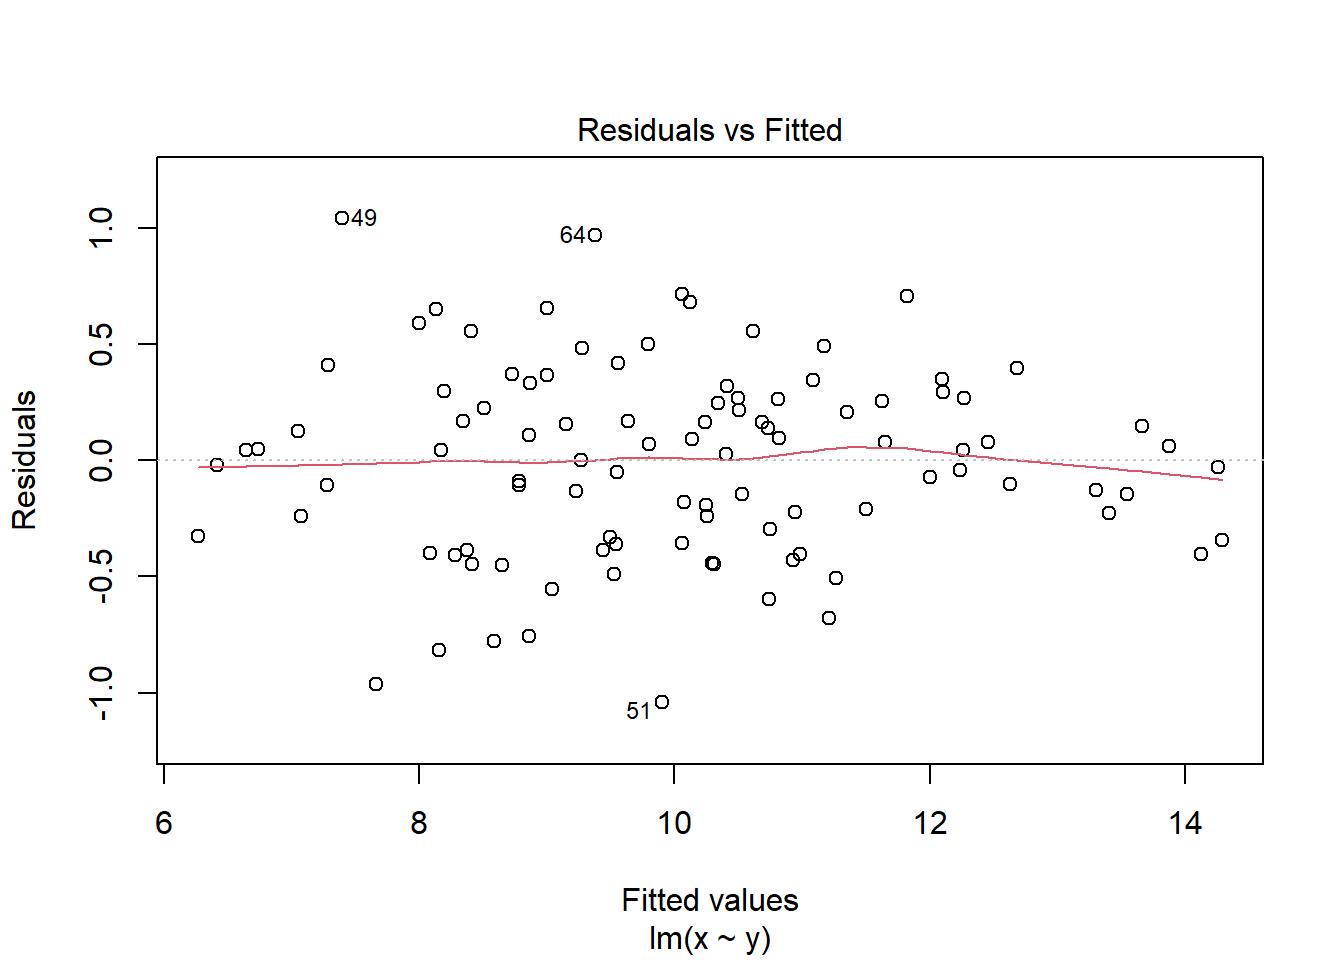 Residuals vs Fitted
Residuals
1.0
0.5
0.0
-0.5
-1.0
49
64
51
6 8 10 12 14
Fitted values
lm(x ~ y)